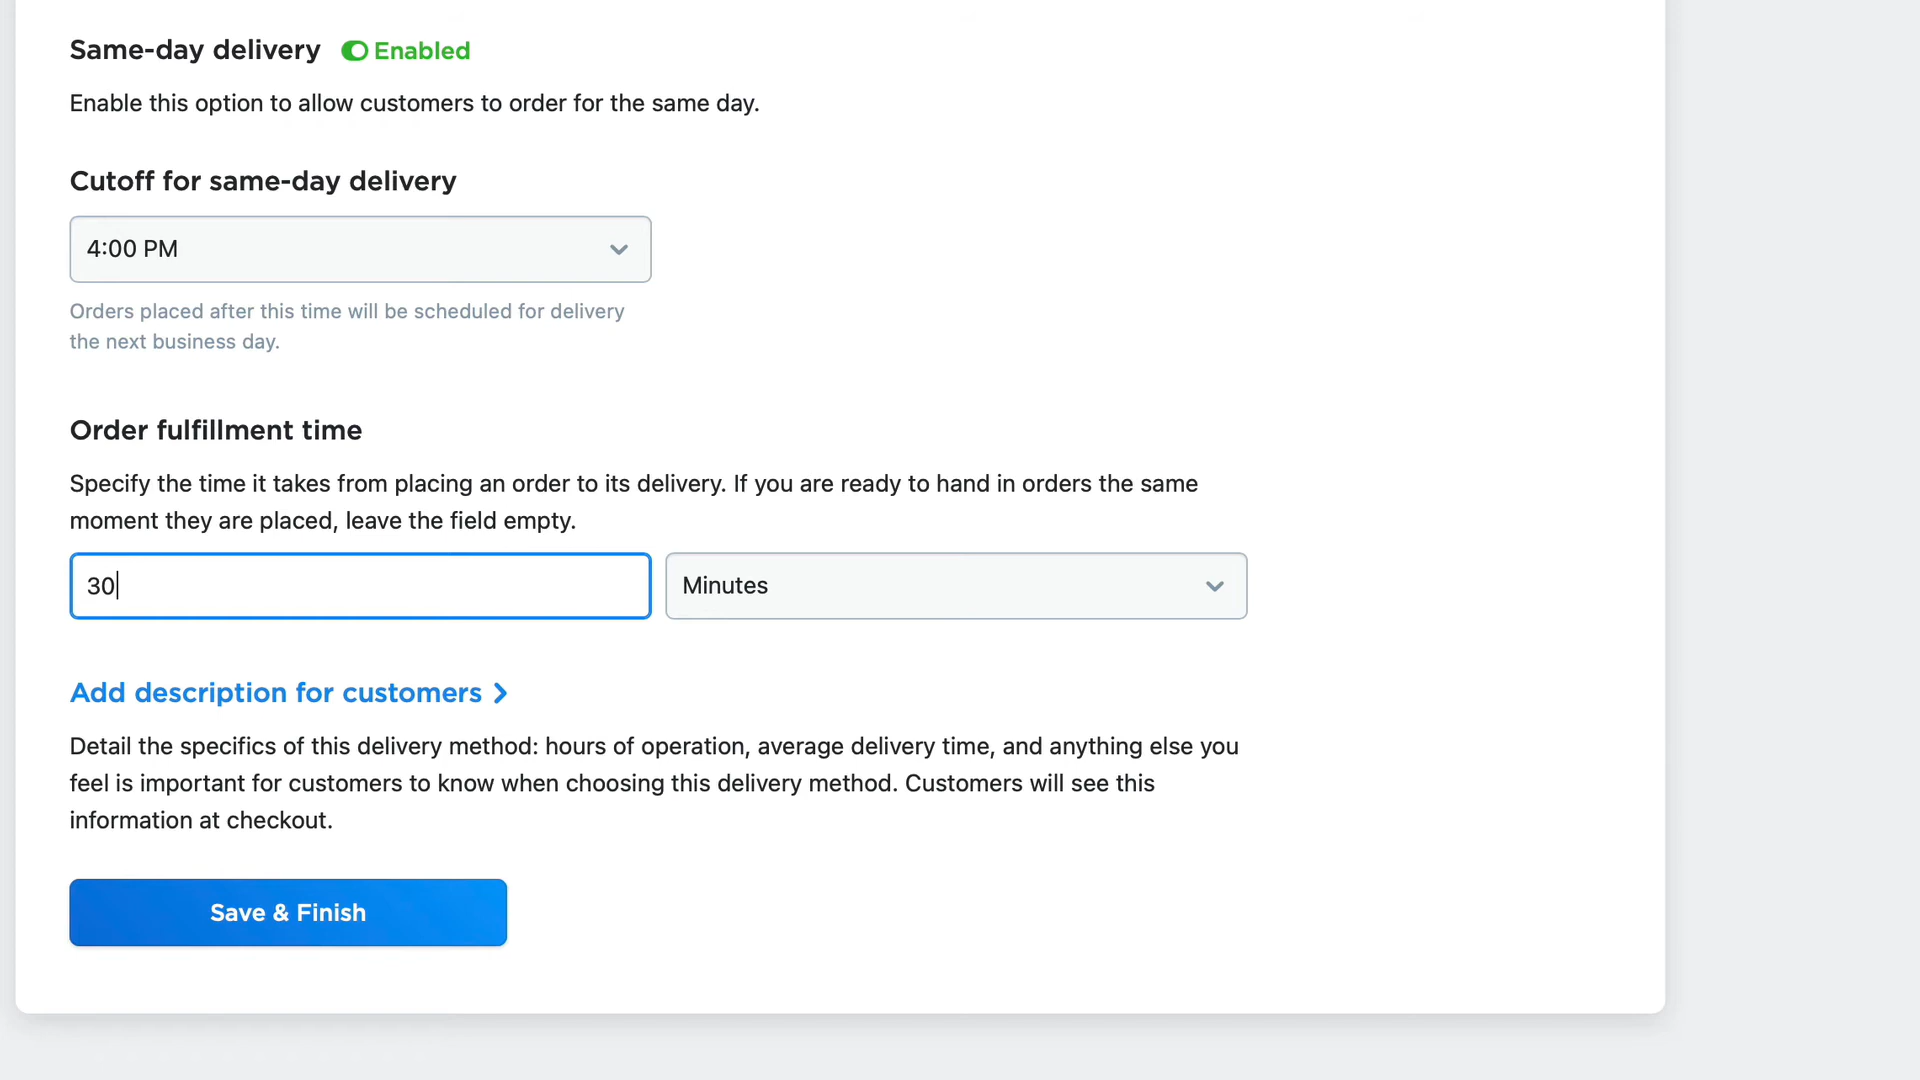 Same-day delivery Enabled
Enable this option to allow customers to order for the same day.
Cutoff for same-day delivery
4:00 PM
Orders placed after this time will be scheduled for delivery
the next business day.
Order fulfillment time
Specify the time it takes from placing an order to its delivery. If you are ready to hand in orders the same
moment they are placed, leave the field empty.
30 Minutes
Add description for customers
Detail the specifics of this delivery method: hours of operation, average delivery time, and anything else you
feel is important for customers to know when choosing this delivery method. Customers will see this
information at checkout.
Save & Finish